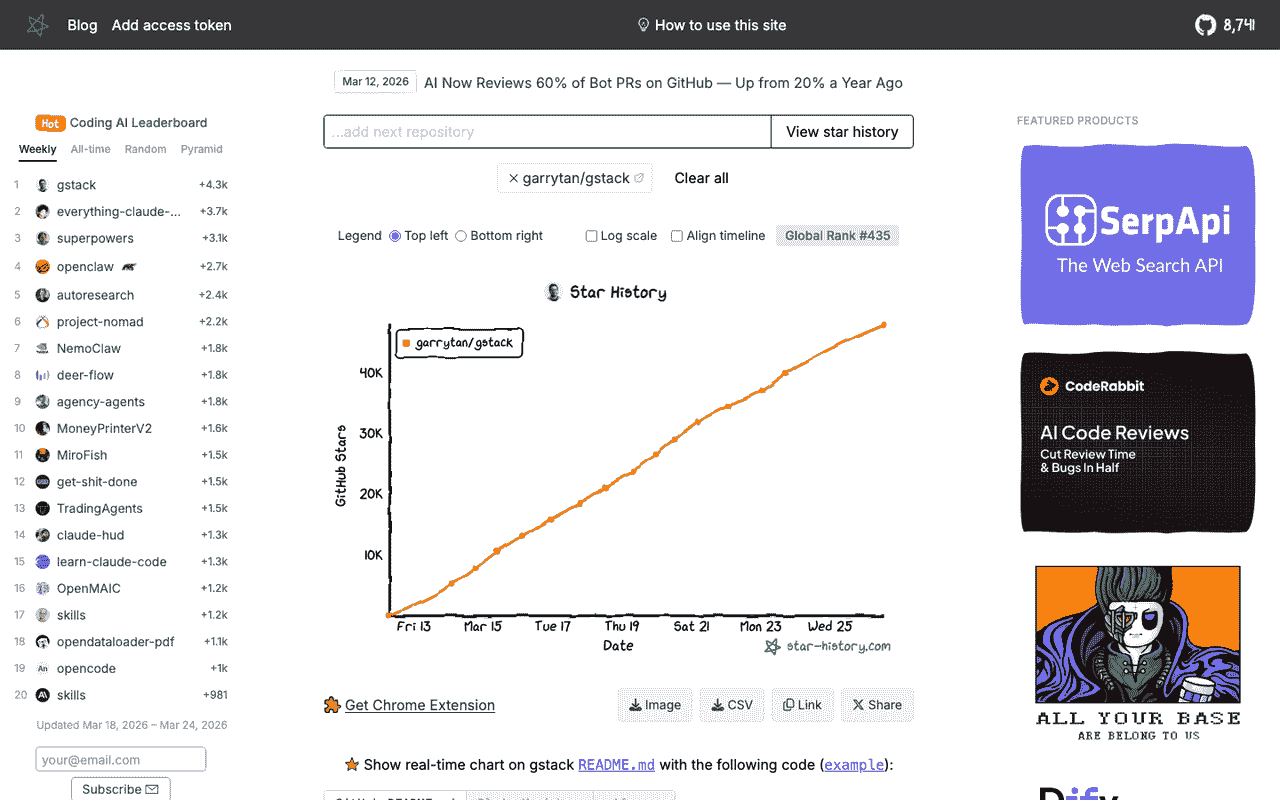 Blog Add access token How to use this site 8,741
Mar 12, 2026 AI Now Reviews 60% of Bot PRs on GitHub — Up from 20% a Year Ago
Hot Coding AI Leaderboard
Weekly All-time Random Pyramid
1 gstack +4.3k
2 everything-claude-... +3.7k
3 superpowers +3.1k
4 openclaw +2.7k
5 autoresearch +2.4k
6 project-nomad +2.2k
7 NemoClaw +1.8k
8 deer-flow +1.8k
9 agency-agents +1.8k
10 MoneyPrinterV2 +1.6k
11 MiroFish +1.5k
12 get-shit-done +1.5k
13 TradingAgents +1.5k
14 claude-hud +1.3k
15 learn-claude-code +1.3k
16 OpenMAIC +1.2k
17 skills +1.2k
18 opendataloader-pdf +1.1k
19 opencode +1k
20 skills +981
Updated Mar 18, 2026 – Mar 24, 2026
your@email.com
Subscribe
...add next repository View star history
× garrytan/gstack Clear all
Legend Top left Bottom right Log scale Align timeline Global Rank #435
Star History
garrytan/gstack
GitHub Stars
40K
30K
20K
10K
Fri 13 Mar 15 Tue 17 Thu 19 Sat 21 Mon 23 Wed 25
Date
star-history.com
Get Chrome Extension Image CSV Link Share
Show real-time chart on gstack README.md with the following code (example):
FEATURED PRODUCTS
SerpApi
The Web Search API
CodeRabbit
AI Code Reviews
Cut Review Time
& Bugs In Half
ALL YOUR BASE
ARE BELONG TO US
Dify